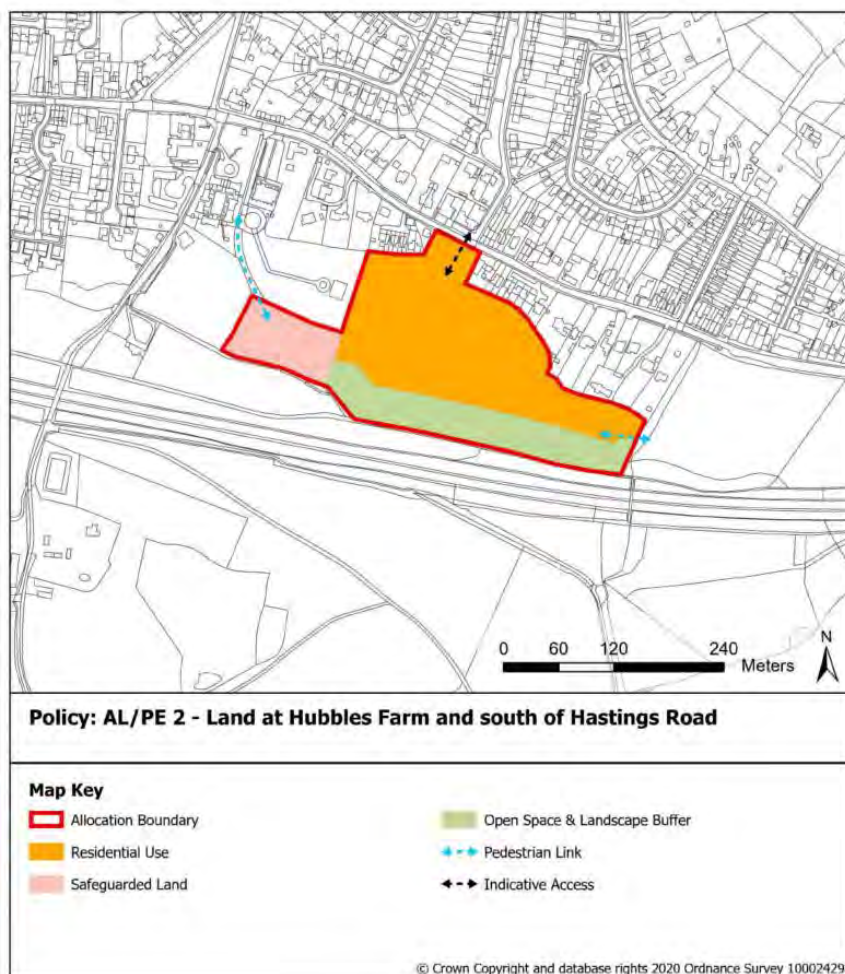 N
0 60 120 240
Meters
Policy: AL/PE 2 - Land at Hubbles Farm and south of Hastings Road
Map Key
Allocation Boundary
Residential Use
Safeguarded Land
Open Space & Landscape Buffer
Pedestrian Link
Indicative Access
© Crown Copyright and database rights 2020 Ordnance Survey 10002429